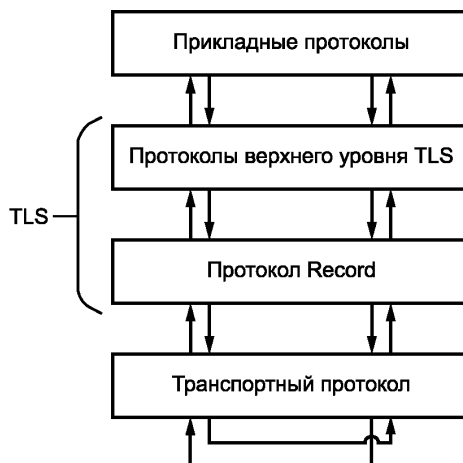 Прикладные протоколы
Протоколы верхнего уровня TLS
TLS
Протокол Record
Транспортный протокол